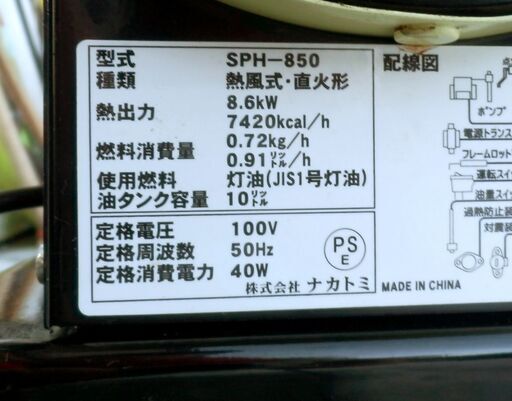 型式 SPH-850
種類 熱風式・直火形
熱出力 8.6kW
7420kcal/h
燃料消費量 0.72kg/h
0.91㍑/h
使用燃料 灯油(JIS1号灯油)
油タンク容量 10㍑
定格電圧 100V
定格周波数 50Hz
定格消費電力 40W
PS
E
株式会社 ナカトミ
配線図
ポンプ
電源トランス
フレームロッド
運転スイ
油量スイ
過熱防止装
対震装
MADE IN CHINA